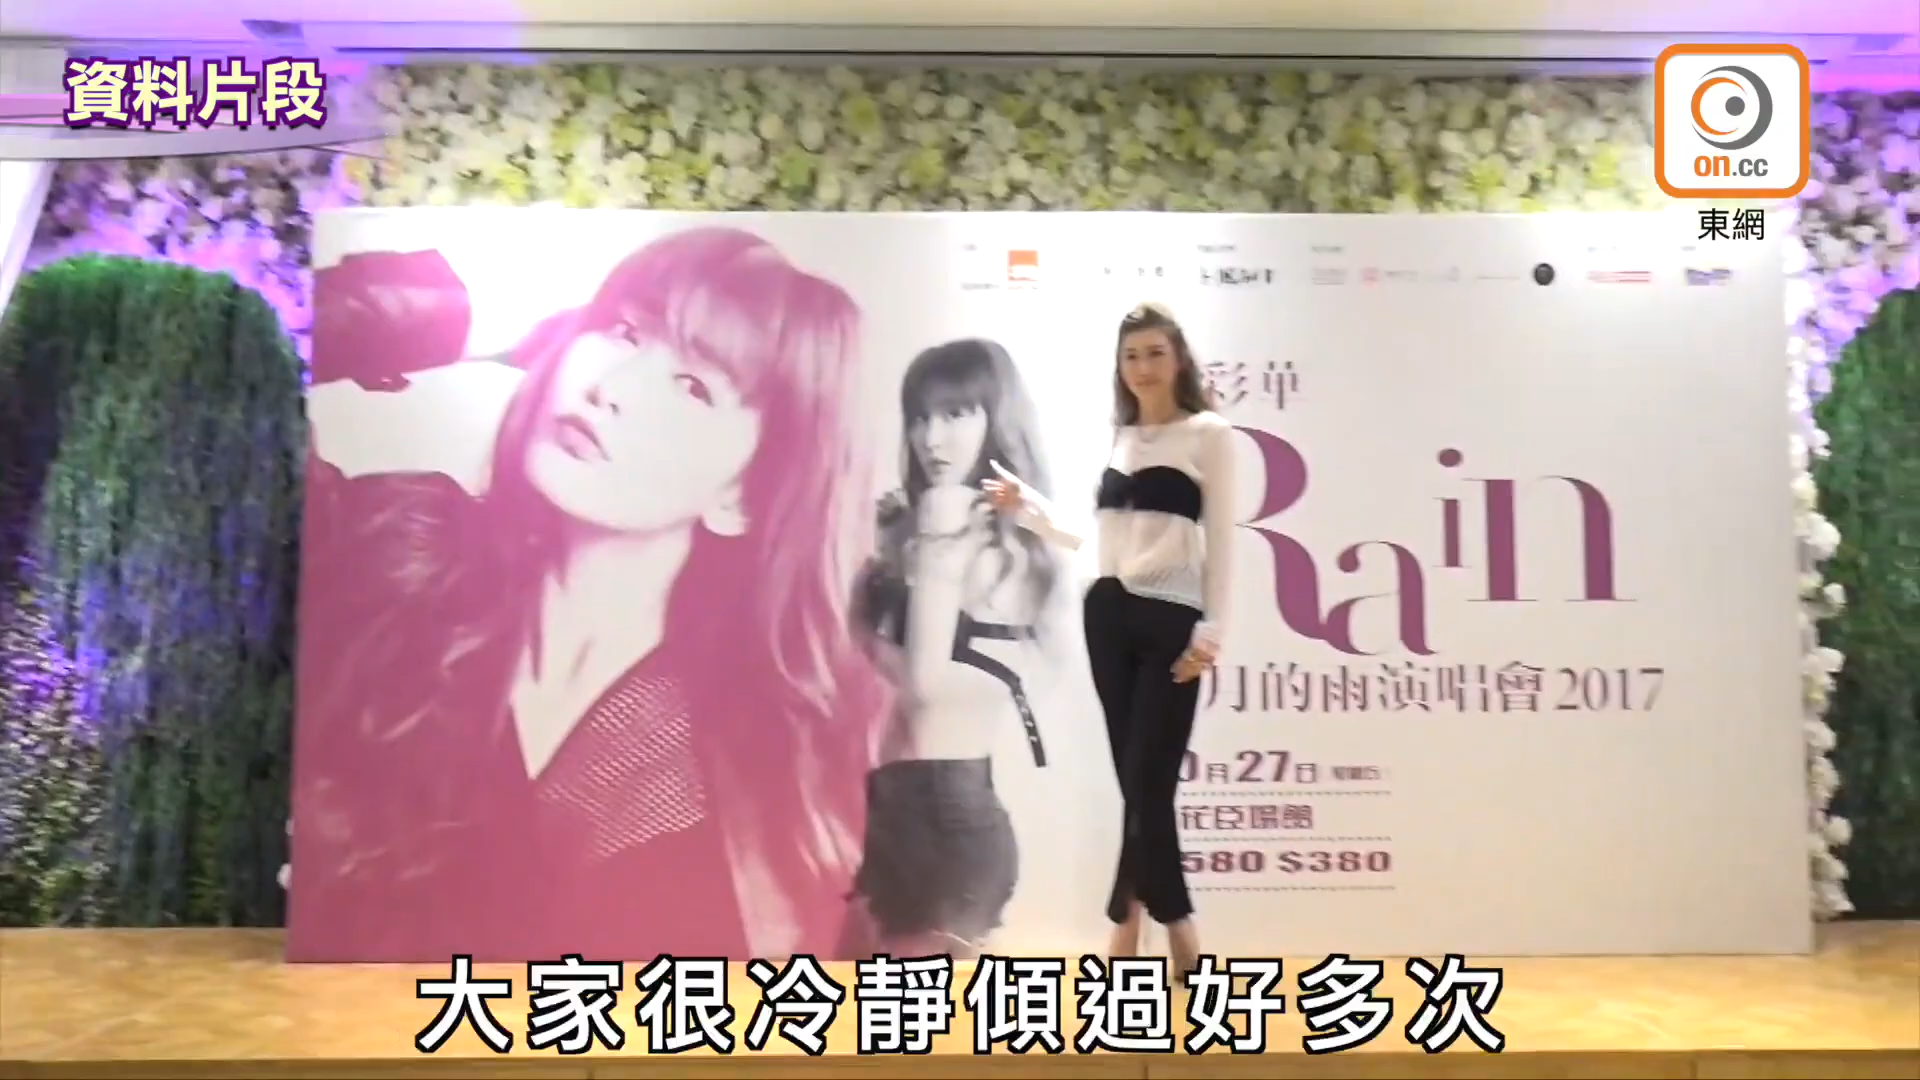 資料片段
on.cc
東網
彩華
Rain
月的雨演唱會2017
0月27日
花臣場館
580 $380
大家很冷靜傾過好多次